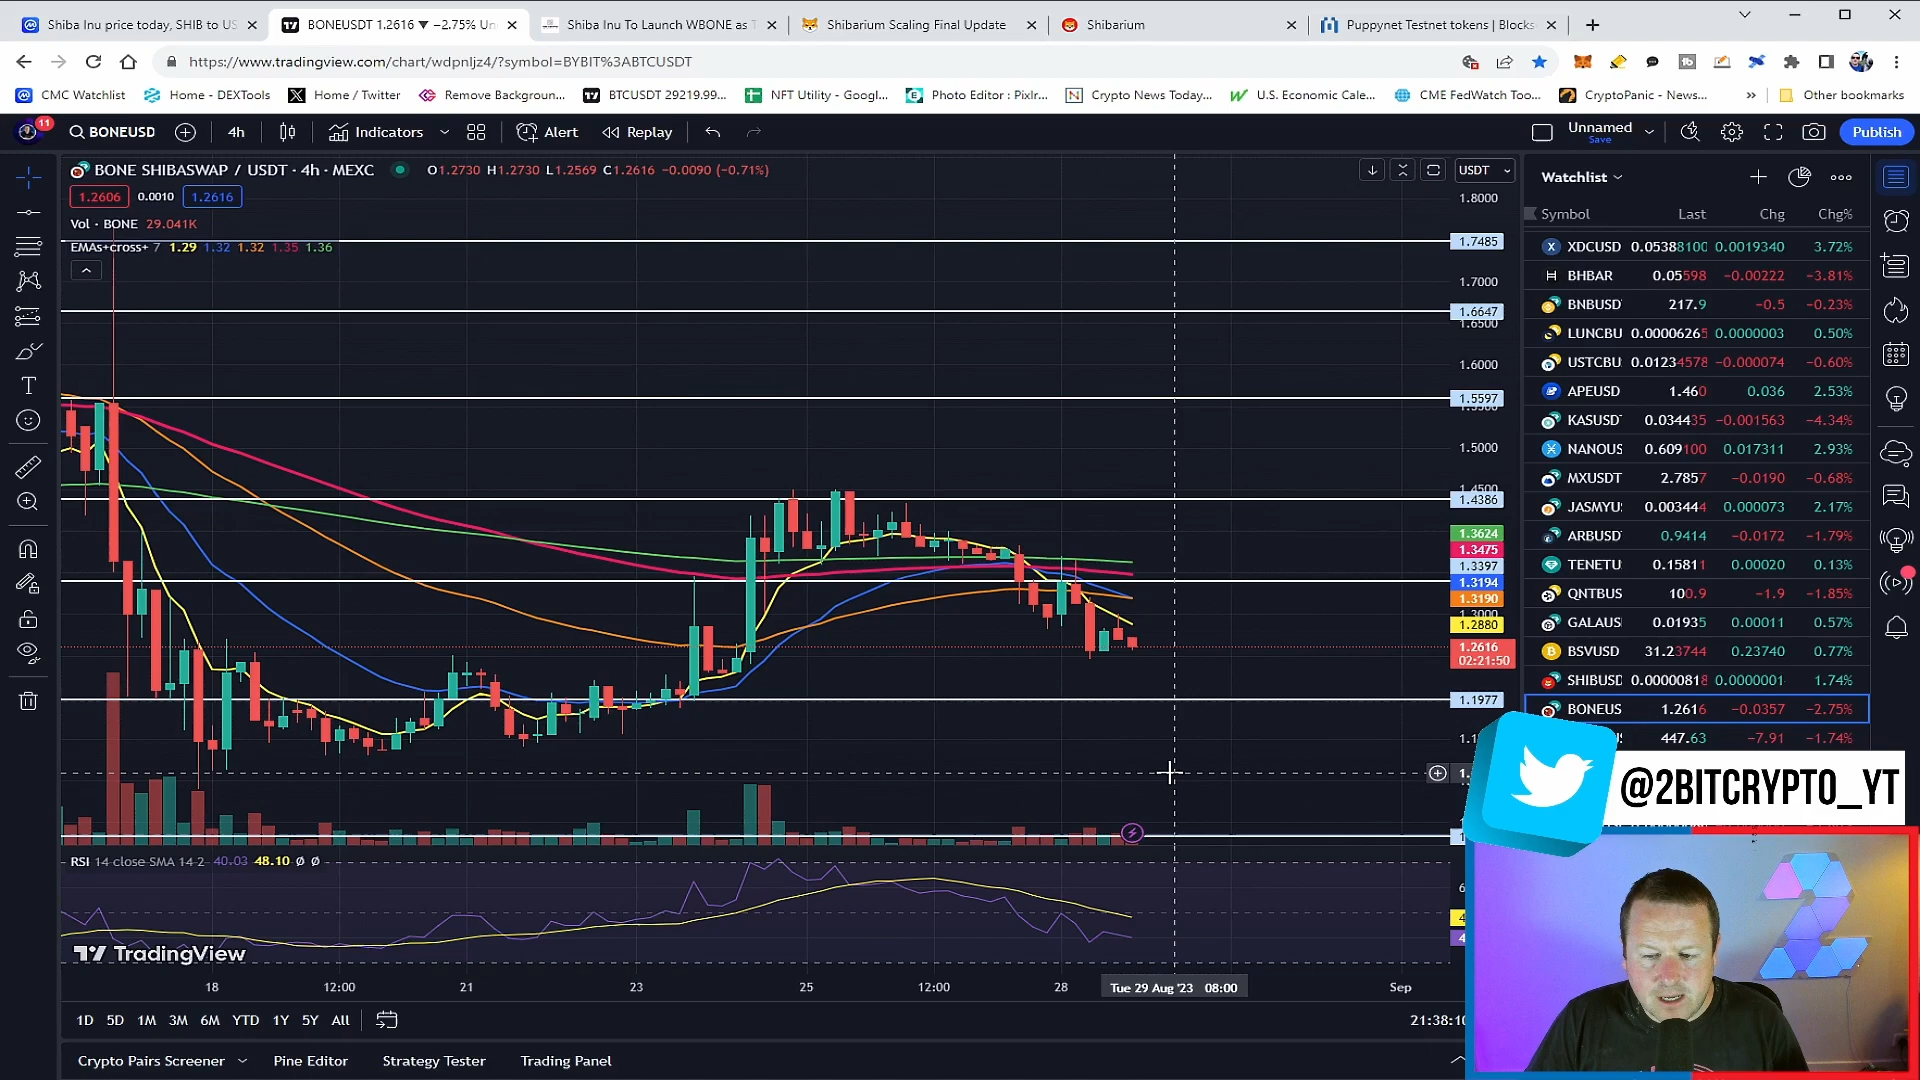 Shiba Inu price today, SHIB to US
BONEUSDT 1.2616 ▼ −2.75% Un
Shiba Inu To Launch WBONE as T
Shibarium Scaling Final Update
Shibarium
Puppynet Testnet tokens | Blocks
https://www.tradingview.com/chart/wdpnljz4/?symbol=BYBIT%3ABTCUSDT
CMC Watchlist
Home - DEXTools
Home / Twitter
Remove Backgroun...
BTCUSDT 29219.99...
NFT Utility - Googl...
Photo Editor : Pixlr...
Crypto News Today...
U.S. Economic Cale...
CME FedWatch Too...
CryptoPanic - News...
»
Other bookmarks
11
BONEUSD
4h
Indicators
Alert
Replay
Unnamed
Save
Publish
BONE SHIBASWAP / USDT · 4h · MEXC
O1.2730 H1.2730 L1.2569 C1.2616 −0.0090 (−0.71%)
1.2606 0.0010 1.2616
Vol · BONE 29.041K
EMAs+cross+ 7 1.29 1.32 1.32 1.35 1.36
USDT
1.8000
1.7485
1.7000
1.6647
1.6500
1.6000
1.5597
1.5000
1.4500
1.4386
1.3624
1.3475
1.3397
1.3194
1.3190
1.3000
1.2880
1.2616
02:21:50
1.1977
Watchlist
Symbol Last Chg Chg%
XDCUSD 0.05388100 0.0019340 3.72%
BHBAR 0.05598 −0.00222 −3.81%
BNBUSD 217.9 −0.5 −0.23%
LUNCBU 0.00006265 0.0000003 0.50%
USTCBU 0.01234578 −0.000074 −0.60%
APEUSD 1.460 0.036 2.53%
KASUSD 0.034435 −0.001563 −4.34%
NANOUS 0.609100 0.017311 2.93%
MXUSDT 2.7857 −0.0190 −0.68%
JASMYU 0.003444 0.000073 2.17%
ARBUSD 0.9414 −0.0172 −1.79%
TENETU 0.15811 0.00020 0.13%
QNTBUS 100.9 −1.9 −1.85%
GALAUS 0.01935 0.00011 0.57%
BSVUSD 31.23744 0.23740 0.77%
SHIBUSD 0.00000818 0.0000001 1.74%
BONEUS 1.2616 −0.0357 −2.75%
447.63 −7.91 −1.74%
@2BITCRYPTO_YT
RSI 14 close SMA 14 2 40.03 48.10 Ø Ø
TradingView
18 12:00 21 23 25 12:00 28 Tue 29 Aug '23 08:00 Sep
1D 5D 1M 3M 6M YTD 1Y 5Y All
21:38:10
Crypto Pairs Screener
Pine Editor
Strategy Tester
Trading Panel